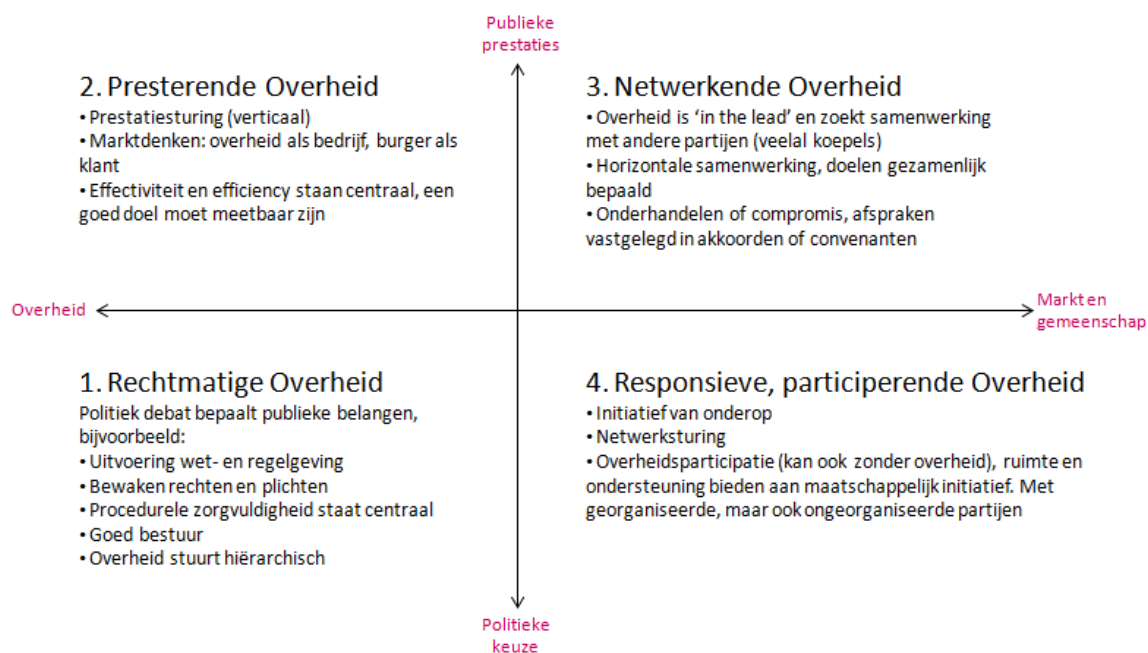 Publieke
prestaties
2. Presterende Overheid
• Prestatiesturing (verticaal)
• Marktdenken: overheid als bedrijf, burger als
klant
• Effectiviteit en efficiency staan centraal, een
goed doel moet meetbaar zijn
3. Netwerkende Overheid
• Overheid is ‘in the lead’ en zoekt samenwerking
met andere partijen (veelal koepels)
• Horizontale samenwerking, doelen gezamenlijk
bepaald
• Onderhandelen of compromis, afspraken
vastgelegd in akkoorden of convenanten
Overheid
Markt en
gemeenschap
1. Rechtmatige Overheid
Politiek debat bepaalt publieke belangen,
bijvoorbeeld:
• Uitvoering wet- en regelgeving
• Bewaken rechten en plichten
• Procedurele zorgvuldigheid staat centraal
• Goed bestuur
• Overheid stuurt hiërarchisch
4. Responsieve, participerende Overheid
• Initiatief van onderop
• Netwerksturing
• Overheidsparticipatie (kan ook zonder overheid), ruimte en
ondersteuning bieden aan maatschappelijk initiatief. Met
georganiseerde, maar ook ongeorganiseerde partijen
Politieke
keuze